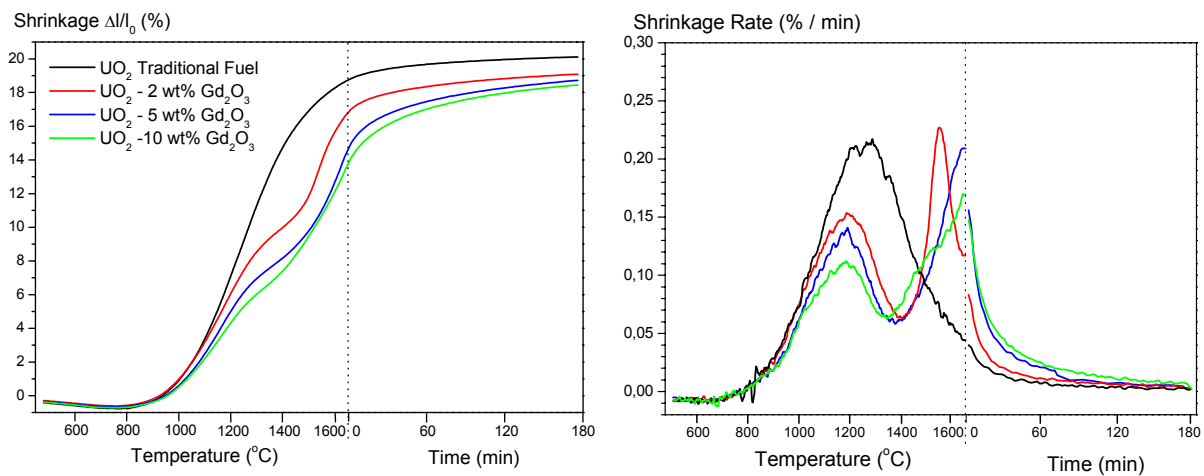 Shrinkage Δl/l₀ (%)
20
18
16
14
12
10
8
6
4
2
0
UO₂ Traditional Fuel
UO₂ - 2 wt% Gd₂O₃
UO₂ - 5 wt% Gd₂O₃
UO₂ -10 wt% Gd₂O₃
600 800 1000 1200 1400 1600 0 60 120 180
Temperature (°C) Time (min)
Shrinkage Rate (% / min)
0,30
0,25
0,20
0,15
0,10
0,05
0,00
600 800 1000 1200 1400 1600 0 60 120 180
Temperature (°C) Time (min)